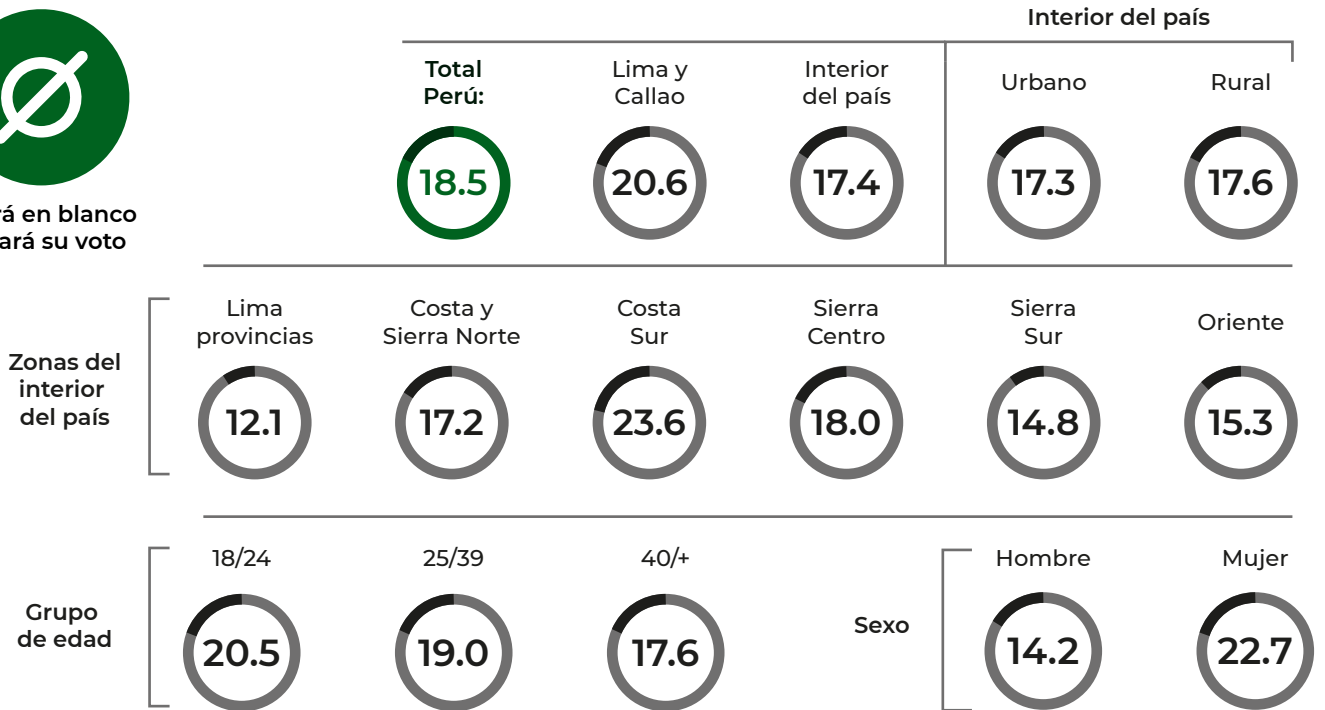 Interior del país
Total
Perú:
Lima y
Callao
Interior
del país
Urbano
Rural
18.5
20.6
17.4
17.3
17.6
en blanco
su voto
Zonas del
interior
del país
Lima
provincias
Costa y
Sierra Norte
Costa
Sur
Sierra
Centro
Sierra
Sur
Oriente
12.1
17.2
23.6
18.0
14.8
15.3
Grupo
de edad
18/24
25/39
40/+
20.5
19.0
17.6
Sexo
Hombre
Mujer
14.2
22.7